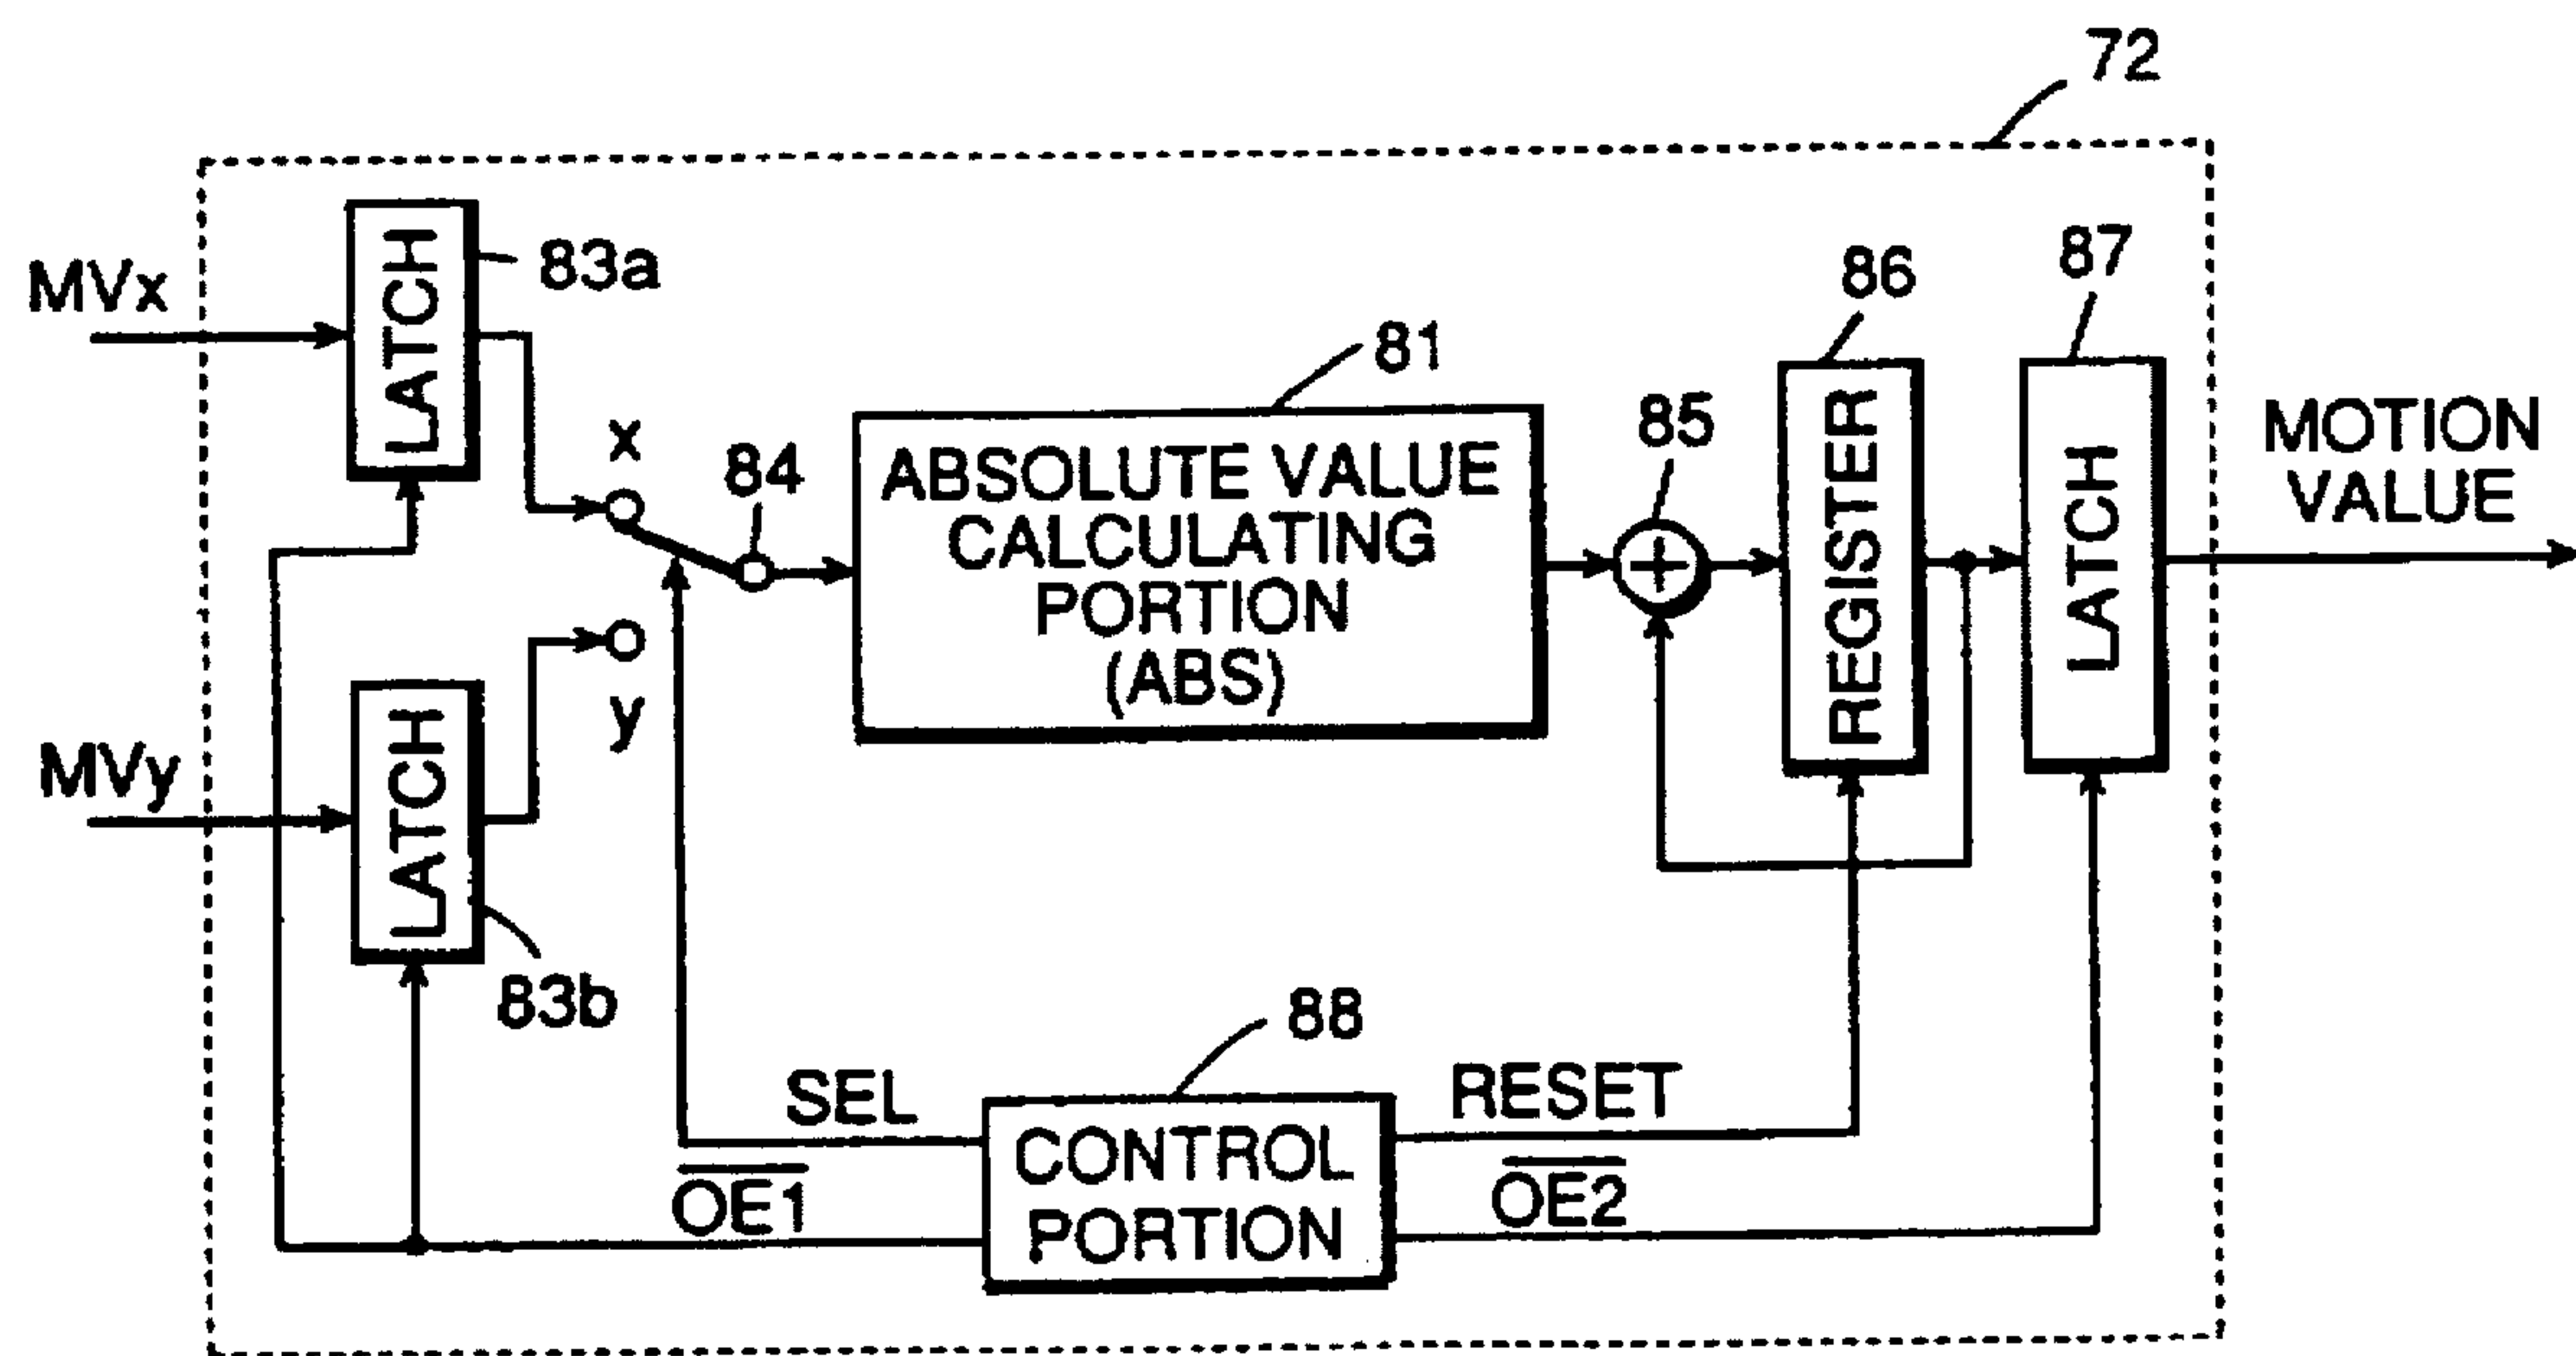 72
MVx
LATCH
83a
x
84
81
ABSOLUTE VALUE
CALCULATING
PORTION
(ABS)
85
86
REGISTER
87
LATCH
MOTION
VALUE
y
MVy
LATCH
83b
88
SEL
OE1
CONTROL
PORTION
RESET
OE2